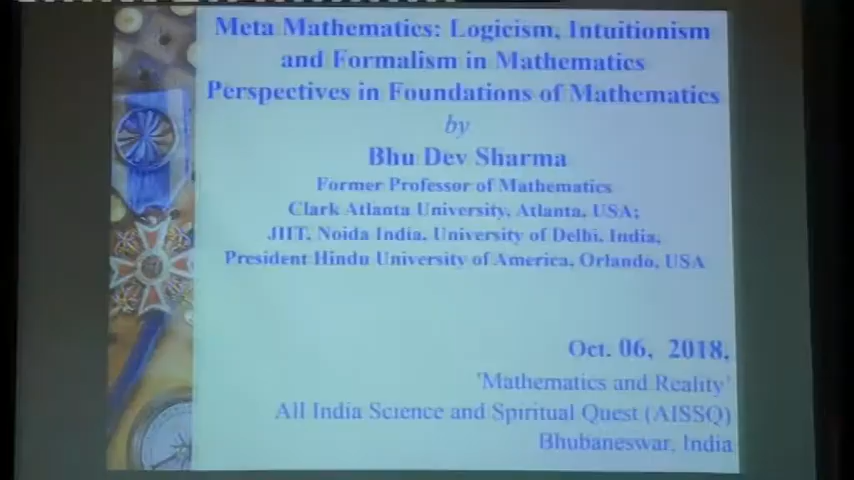 Meta Mathematics: Logicism, Intuitionism
and Formalism in Mathematics
Perspectives in Foundations of Mathematics
by
Bhu Dev Sharma
Former Professor of Mathematics
Clark Atlanta University, Atlanta, USA;
JIIT, Noida India, University of Delhi, India,
President Hindu University of America, Orlando, USA
Oct. 06, 2018,
'Mathematics and Reality'
All India Science and Spiritual Quest (AISSQ)
Bhubaneswar, India